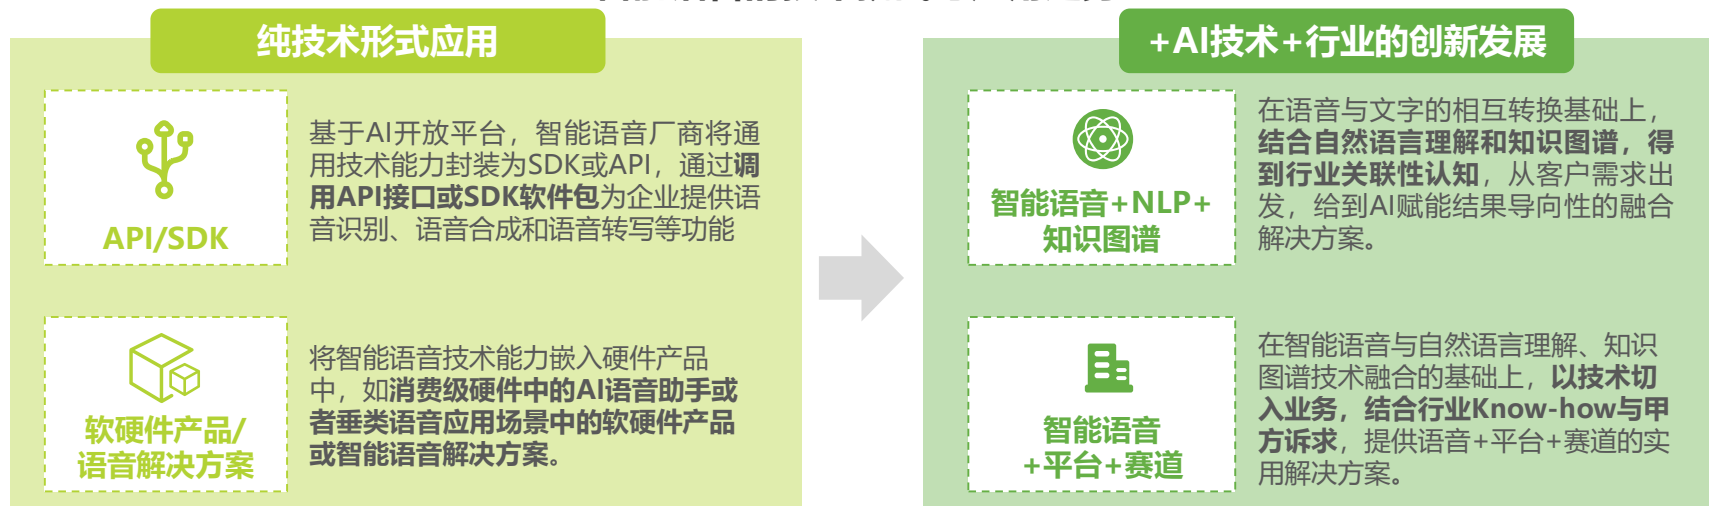 纯技术形式应用
API/SDK
基于AI开放平台，智能语音厂商将通
用技术能力封装为SDK或API，通过调
用API接口或SDK软件包为企业提供语
音识别、语音合成和语音转写等功能
软硬件产品/
语音解决方案
将智能语音技术能力嵌入硬件产品
中，如消费级硬件中的AI语音助手或
者垂类语音应用场景中的软硬件产品
或智能语音解决方案。
+AI技术+行业的创新发展
智能语音+NLP+
知识图谱
在语音与文字的相互转换基础上，
结合自然语言理解和知识图谱，得
到行业关联性认知，从客户需求出
发，给到AI赋能结果导向性的融合
解决方案。
智能语音
+平台+赛道
在智能语音与自然语言理解、知识
图谱技术融合的基础上，以技术切
入业务，结合行业Know-how与甲
方诉求，提供语音+平台+赛道的实
用解决方案。